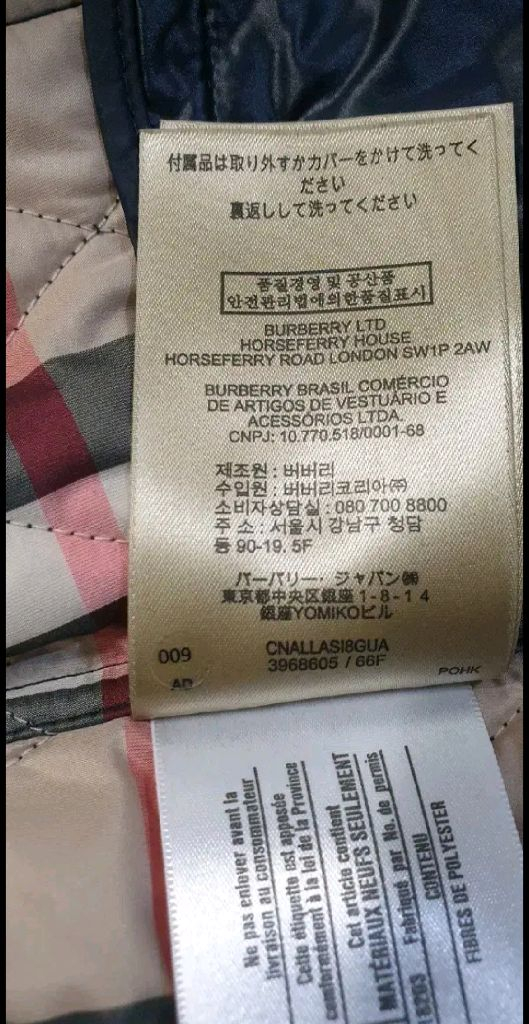 付属品は取り外すかカバーをかけて洗ってく
ださい
裏返しして洗ってください
품질경영 및 공산품
안전관리법에의한품질표시
BURBERRY LTD
HORSEFERRY HOUSE
HORSEFERRY ROAD LONDON SW1P 2AW
BURBERRY BRASIL COMÉRCIO
DE ARTIGOS DE VESTUÁRIO E
ACESSÓRIOS LTDA.
CNPJ: 10.770.518/0001-68
제조원 : 버버리
수입원 : 버버리코리아㈜
소비자상담실 : 080 700 8800
주 소 : 서울시 강남구 청담
동 90-19. 5F
バーバリー・ジャパン㈱
東京都中央区銀座 1-8-14
銀座YOMIKOビル
009
CNALLASI8GUA
3968605 / 66F
POHK
Ne pas enlever avant la
livraison au consommateur
Cette étiquette est apposée
conformément à la loi de la Province
Cet article contient
MATÉRIAUX NEUFS SEULEMENT
Fabriqué par No. de permis
CONTENU
FIBRES DE POLYESTER